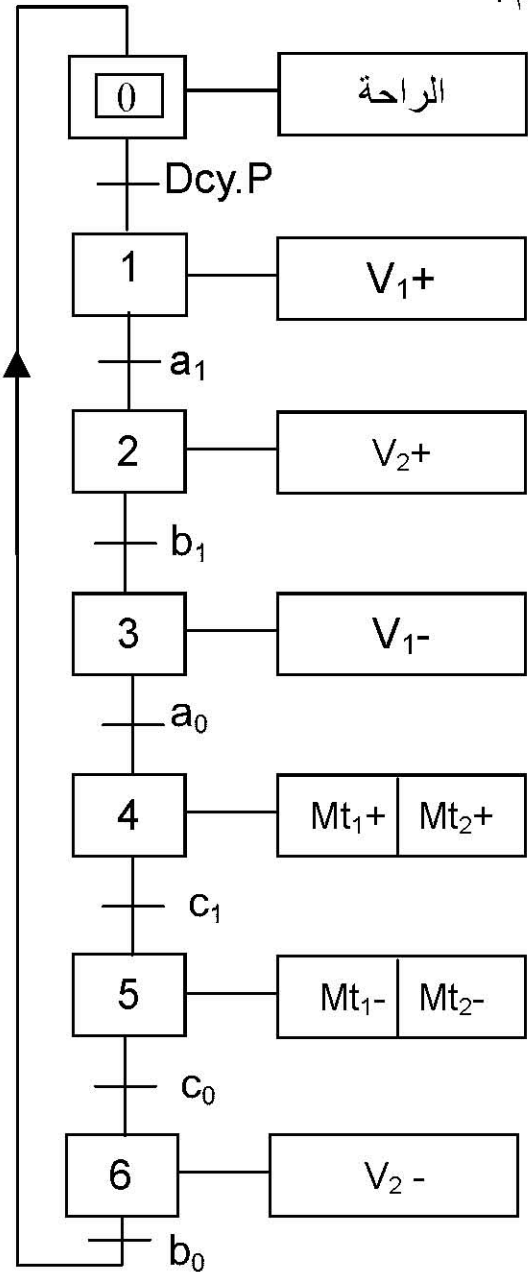 0 الراحة
Dcy.P
1 V₁+
a₁
2 V₂+
b₁
3 V₁-
a₀
4 Mt₁+ Mt₂+
c₁
5 Mt₁- Mt₂-
c₀
6 V₂ -
b₀